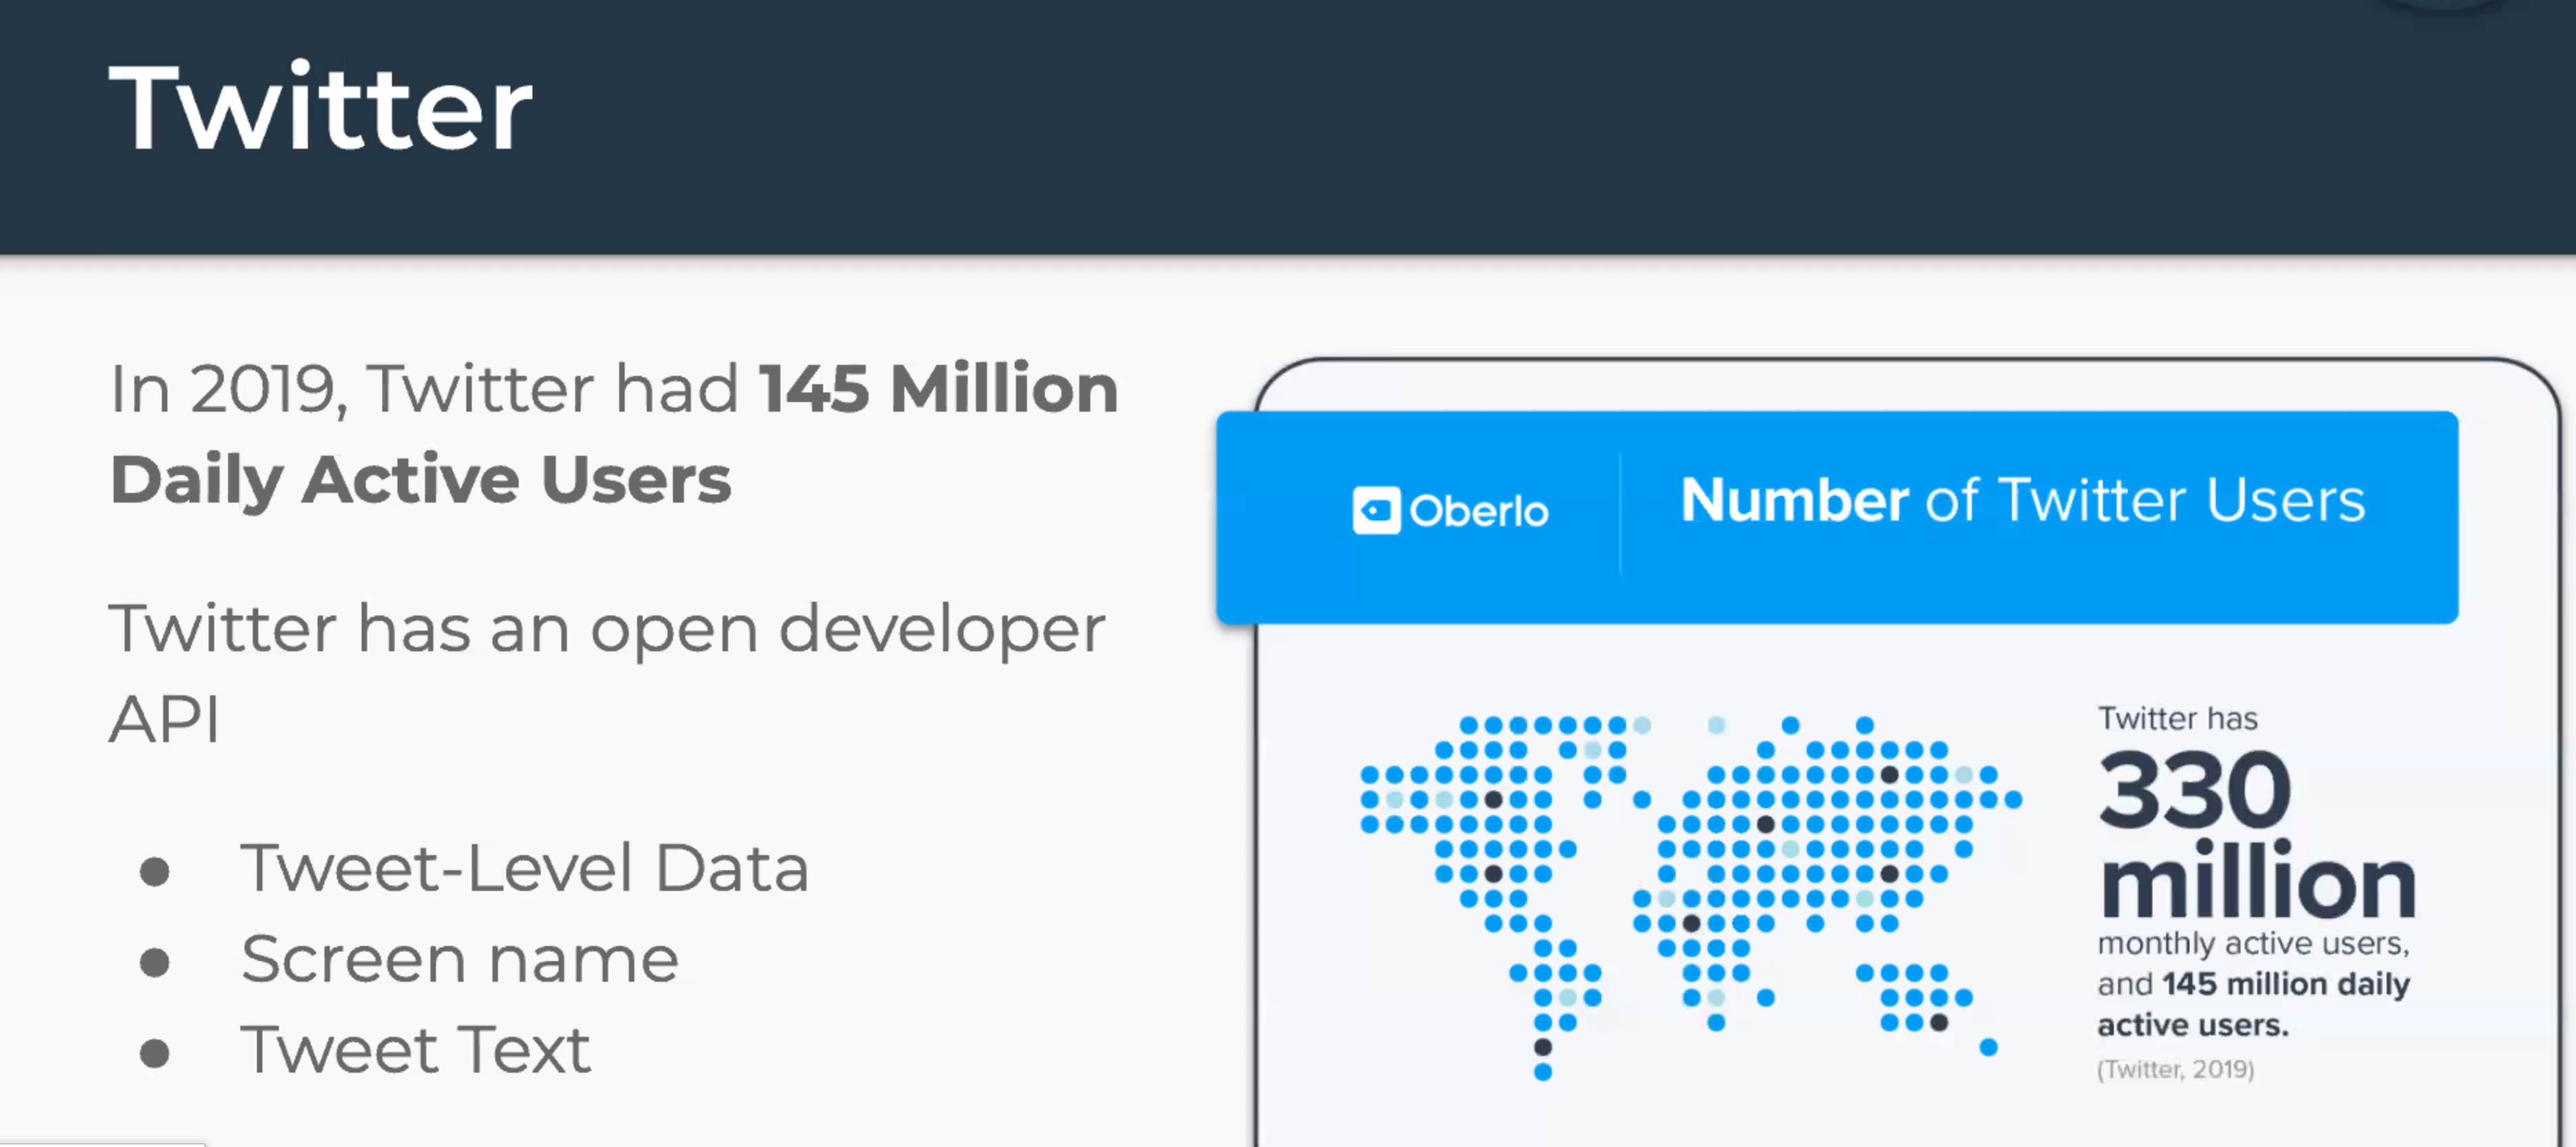 Twitter
In 2019, Twitter had 145 Million
Daily Active Users
Twitter has an open developer
API
● Tweet-Level Data
● Screen name
● Tweet Text
Oberlo
Number of Twitter Users
Twitter has
330
million
monthly active users,
and 145 million daily
active users.
(Twitter, 2019)